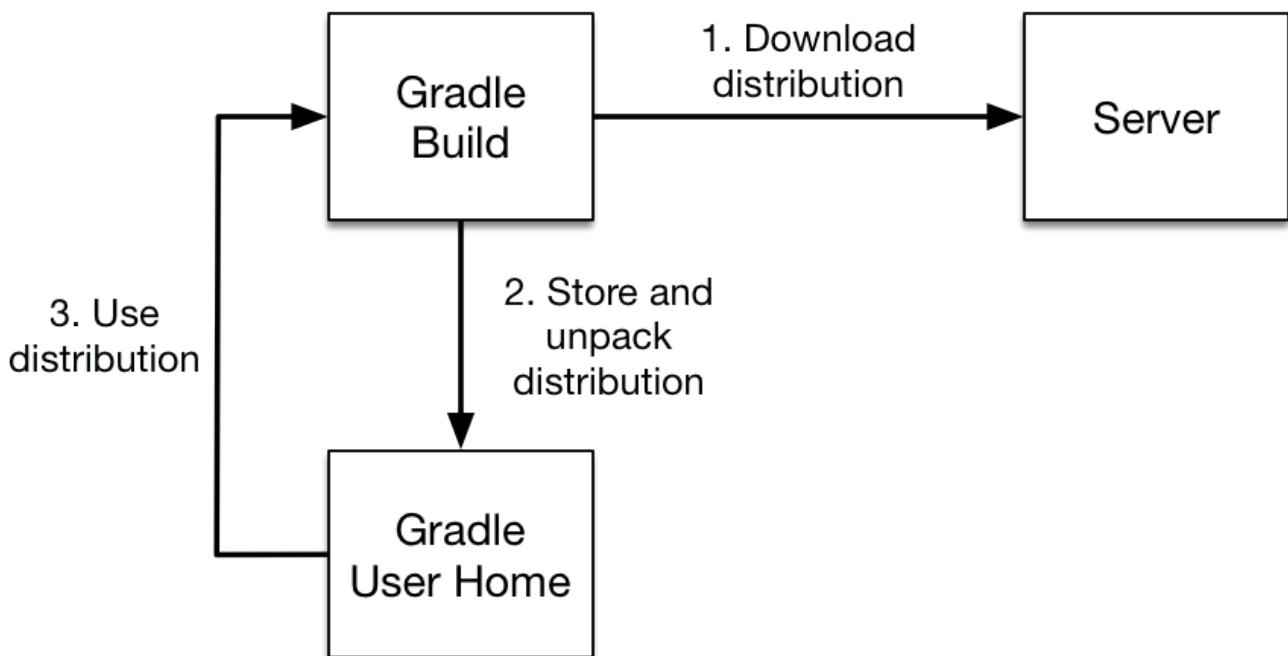 1. Download
distribution
Gradle
Build
Server
2. Store and
unpack
distribution
3. Use
distribution
Gradle
User Home